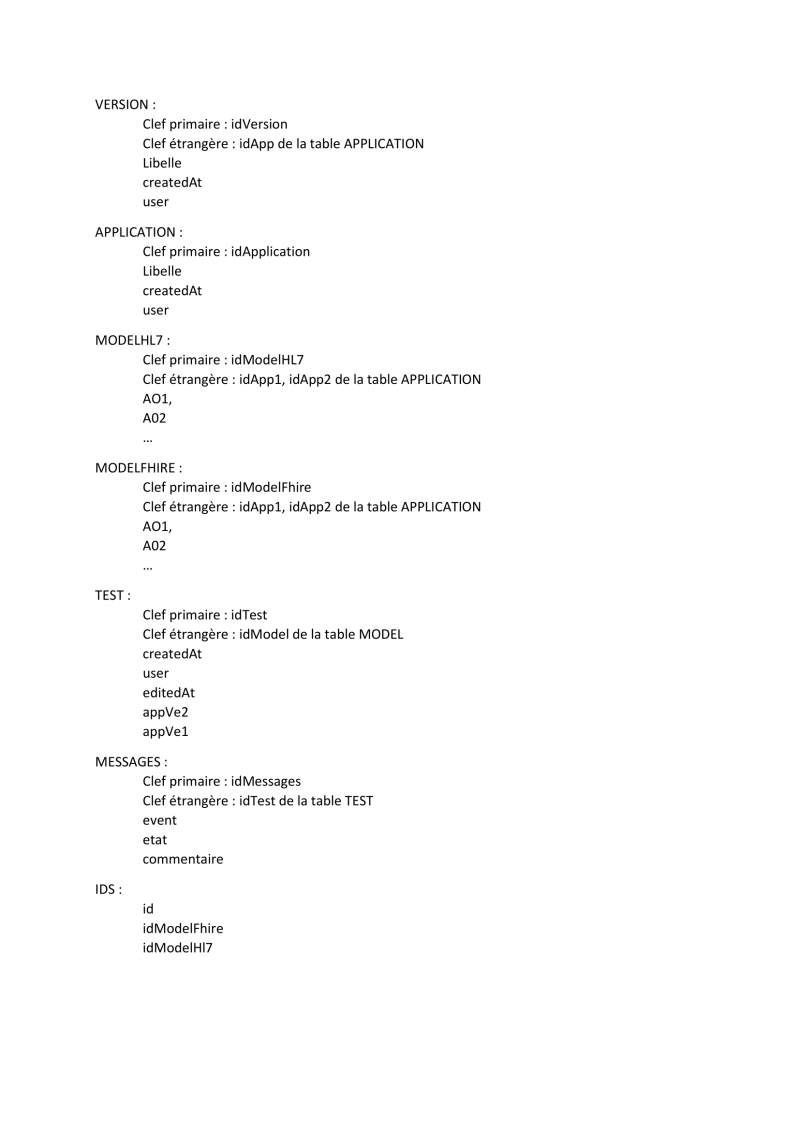 VERSION :
Clef primaire : idVersion
Clef étrangère : idApp de la table APPLICATION
Libelle
createdAt
user
APPLICATION :
Clef primaire : idApplication
Libelle
createdAt
user
MODELHL7 :
Clef primaire : idModelHL7
Clef étrangère : idApp1, idApp2 de la table APPLICATION
AO1,
A02
…
MODELFHIRE :
Clef primaire : idModelFhire
Clef étrangère : idApp1, idApp2 de la table APPLICATION
AO1,
A02
…
TEST :
Clef primaire : idTest
Clef étrangère : idModel de la table MODEL
createdAt
user
editedAt
appVe2
appVe1
MESSAGES :
Clef primaire : idMessages
Clef étrangère : idTest de la table TEST
event
etat
commentaire
IDS :
id
idModelFhire
idModelHl7